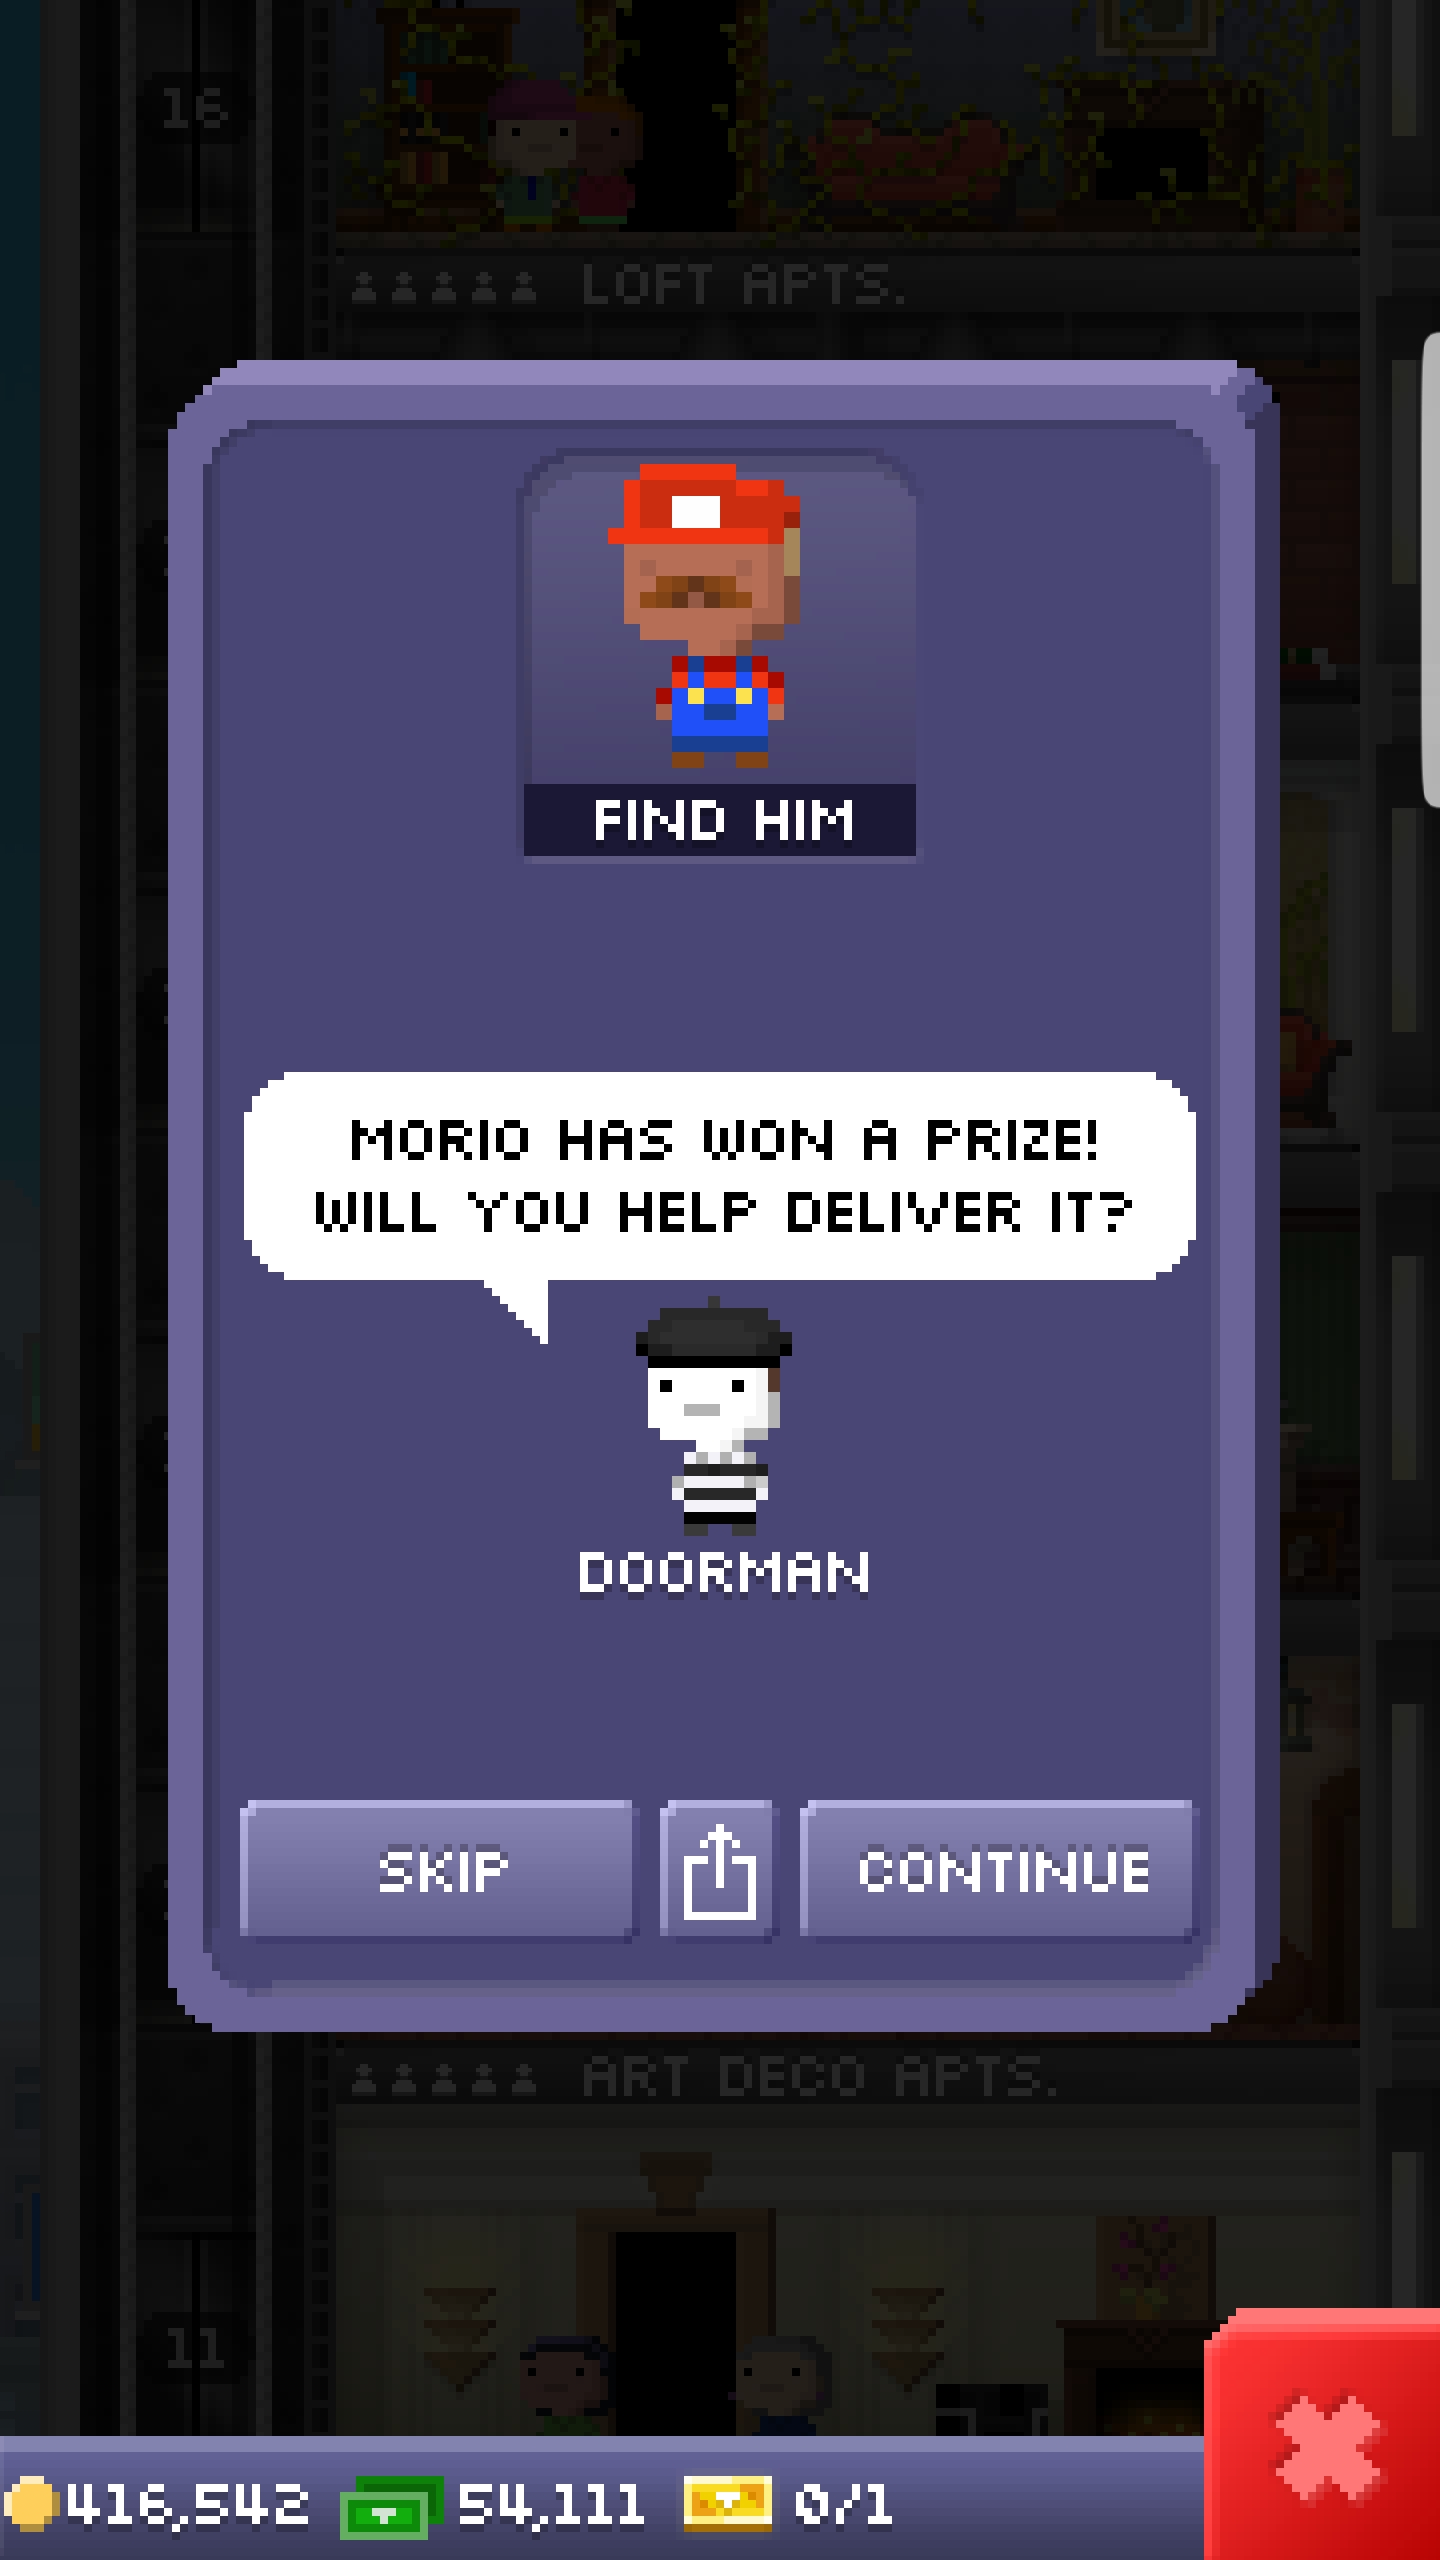 16
LOFT APTS.
FIND HIM
MORIO HAS WON A PRIZE!
WILL YOU HELP DELIVER IT?
DOORMAN
SKIP
CONTINUE
ART DECO APTS.
11
416,542 54,111 0/1